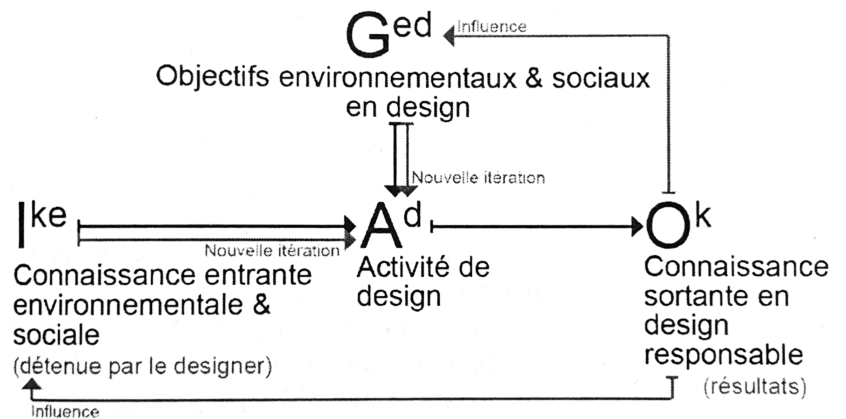 Ged
Influence
Objectifs environnementaux & sociaux
en design
Nouvelle itération
Ike
Ad
Ok
Nouvelle itération
Connaissance entrante
environnementale &
sociale
(détenue par le designer)
Activité de
design
Connaissance
sortante en
design
responsable
(résultats)
Influence